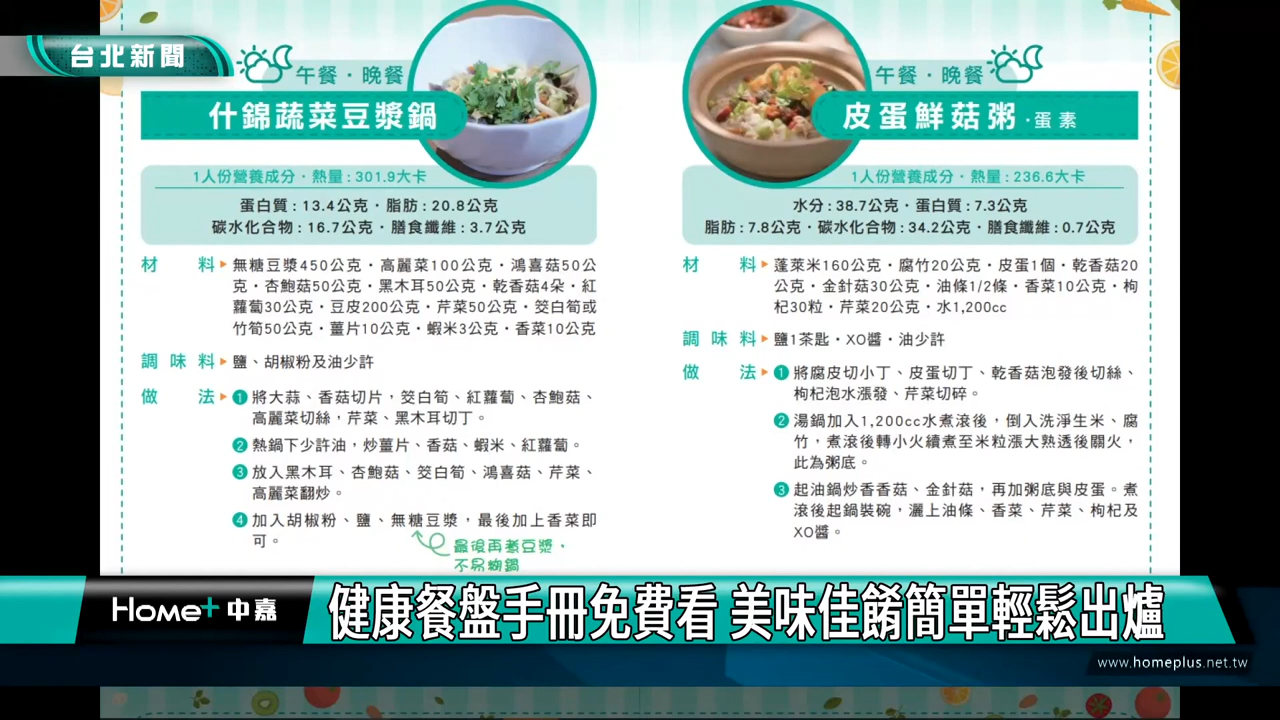 台北新聞
午餐・晚餐
什錦蔬菜豆漿鍋
1人份營養成分・熱量:301.9大卡
蛋白質:13.4公克・脂肪:20.8公克
碳水化合物:16.7公克・膳食纖維:3.7公克
材料▸無糖豆漿450公克・高麗菜100公克・鴻喜菇50公
克・杏鮑菇50公克・黑木耳50公克・乾香菇4朵・紅
蘿蔔30公克・豆皮200公克・芹菜50公克・筊白筍或
竹筍50公克・薑片10公克・蝦米3公克・香菜10公克
調味料▸鹽、胡椒粉及油少許
做法▸❶將大蒜、香菇切片，筊白筍、紅蘿蔔、杏鮑菇、
高麗菜切絲，芹菜、黑木耳切丁。
❷熱鍋下少許油，炒薑片、香菇、蝦米、紅蘿蔔。
❸放入黑木耳、杏鮑菇、筊白筍、鴻喜菇、芹菜、
高麗菜翻炒。
❹加入胡椒粉、鹽、無糖豆漿，最後加上香菜即
可。
最後再煮豆漿，
不易糊鍋
午餐・晚餐
皮蛋鮮菇粥・蛋素
1人份營養成分・熱量:236.6大卡
水分:38.7公克・蛋白質:7.3公克
脂肪:7.8公克・碳水化合物:34.2公克・膳食纖維:0.7公克
材料▸蓬萊米160公克・腐竹20公克・皮蛋1個・乾香菇20
公克・金針菇30公克・油條1/2條・香菜10公克・枸
杞30粒・芹菜20公克・水1,200cc
調味料▸鹽1茶匙・XO醬・油少許
做法▸❶將腐皮切小丁、皮蛋切丁、乾香菇泡發後切絲、
枸杞泡水漲發、芹菜切碎。
❷湯鍋加入1,200cc水煮滾後，倒入洗淨生米、腐
竹，煮滾後轉小火續煮至米粒漲大熟透後關火，
此為粥底。
❸起油鍋炒香香菇、金針菇，再加粥底與皮蛋。煮
滾後起鍋裝碗，灑上油條、香菜、芹菜、枸杞及
XO醬。
Home+中嘉
健康餐盤手冊免費看 美味佳餚簡單輕鬆出爐
www.homeplus.net.tw